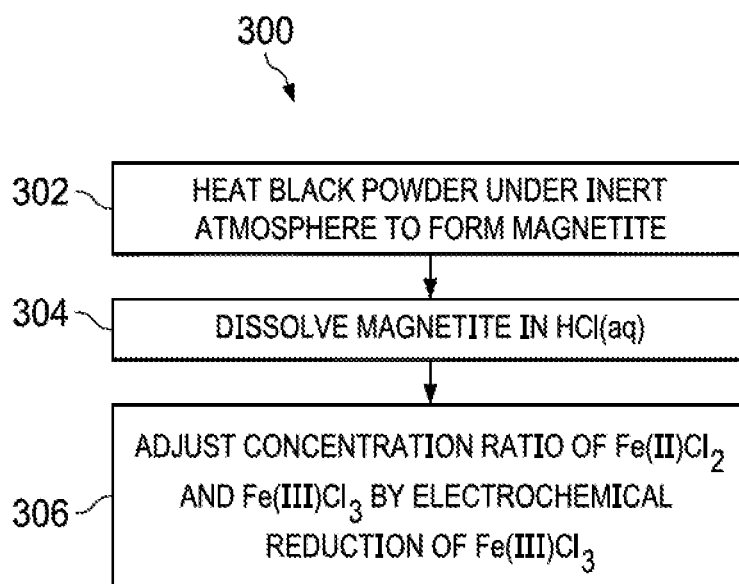 300
302
HEAT BLACK POWDER UNDER INERT
ATMOSPHERE TO FORM MAGNETITE
304
DISSOLVE MAGNETITE IN HCl(aq)
306
ADJUST CONCENTRATION RATIO OF Fe(II)Cl₂
AND Fe(III)Cl₃ BY ELECTROCHEMICAL
REDUCTION OF Fe(III)Cl₃